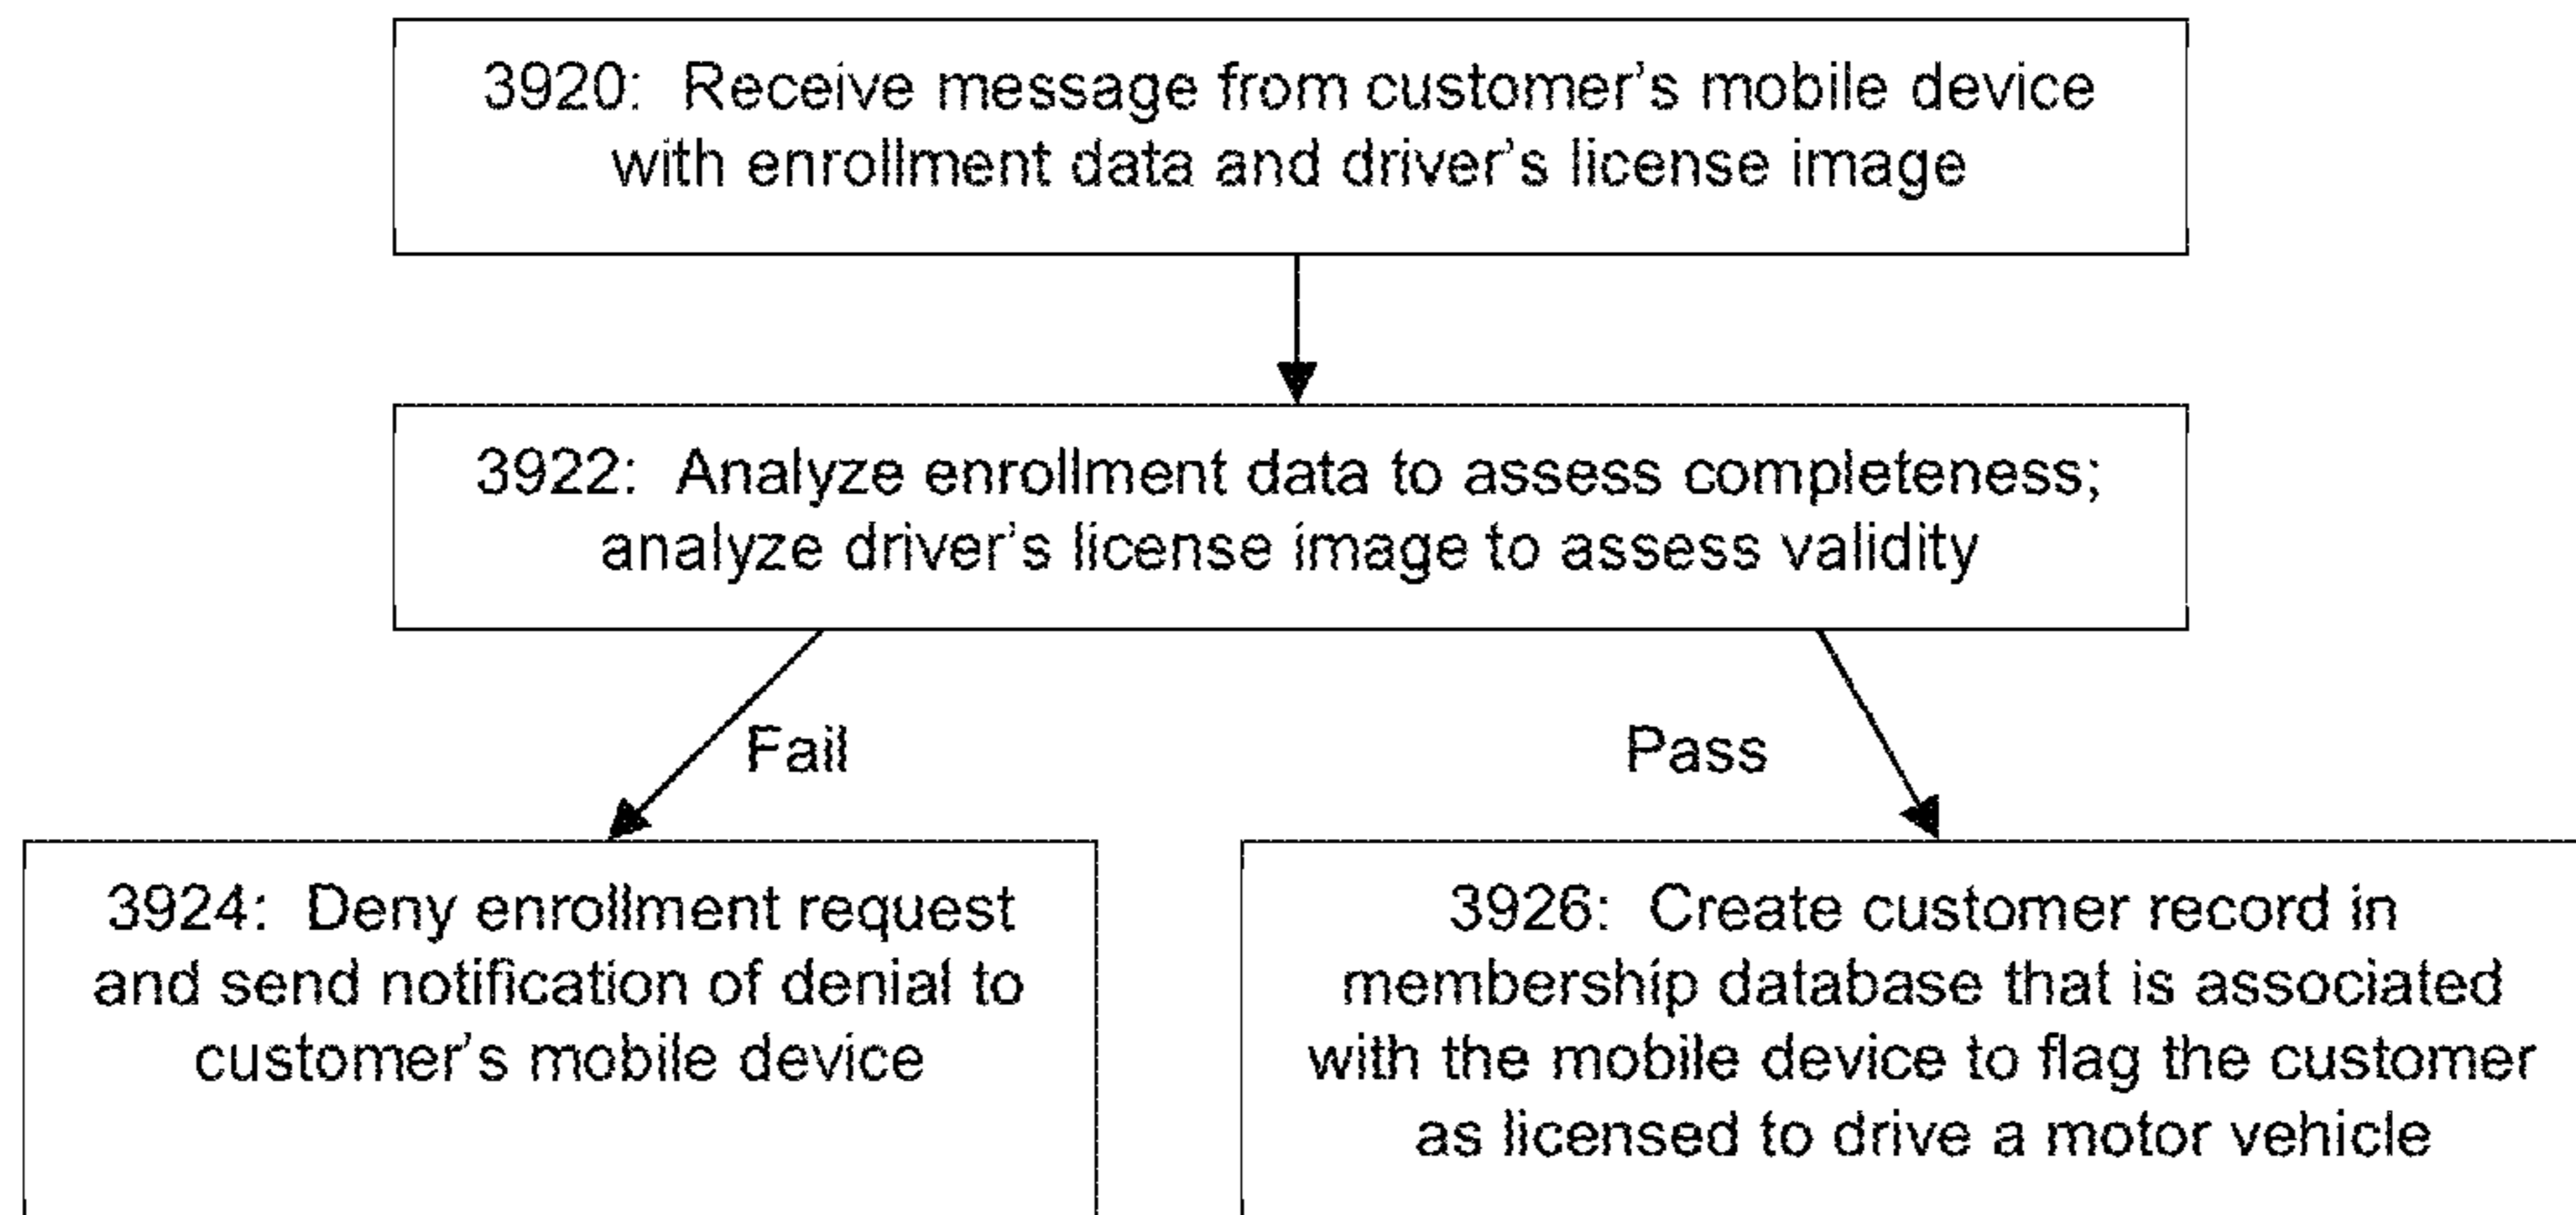 3920: Receive message from customer's mobile device
with enrollment data and driver's license image
3922: Analyze enrollment data to assess completeness;
analyze driver's license image to assess validity
Fail
Pass
3924: Deny enrollment request
and send notification of denial to
customer's mobile device
3926: Create customer record in
membership database that is associated
with the mobile device to flag the customer
as licensed to drive a motor vehicle